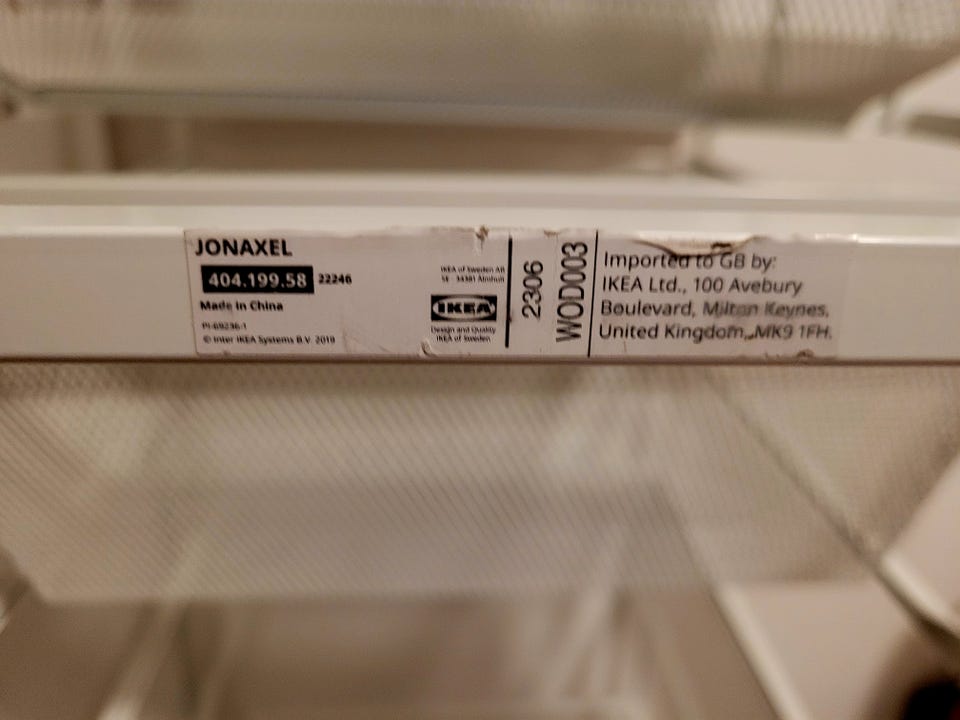 JONAXEL
404.199.58 22246
Made in China
PI-69236-1
© Inter IKEA Systems B.V. 2019
IKEA of Sweden AB
SE - 34381 Älmhult
IKEA
Design and Quality
IKEA of Sweden
2306
WOD003
Imported to GB by:
IKEA Ltd., 100 Avebury
Boulevard, Milton Keynes,
United Kingdom, MK9 1FH.